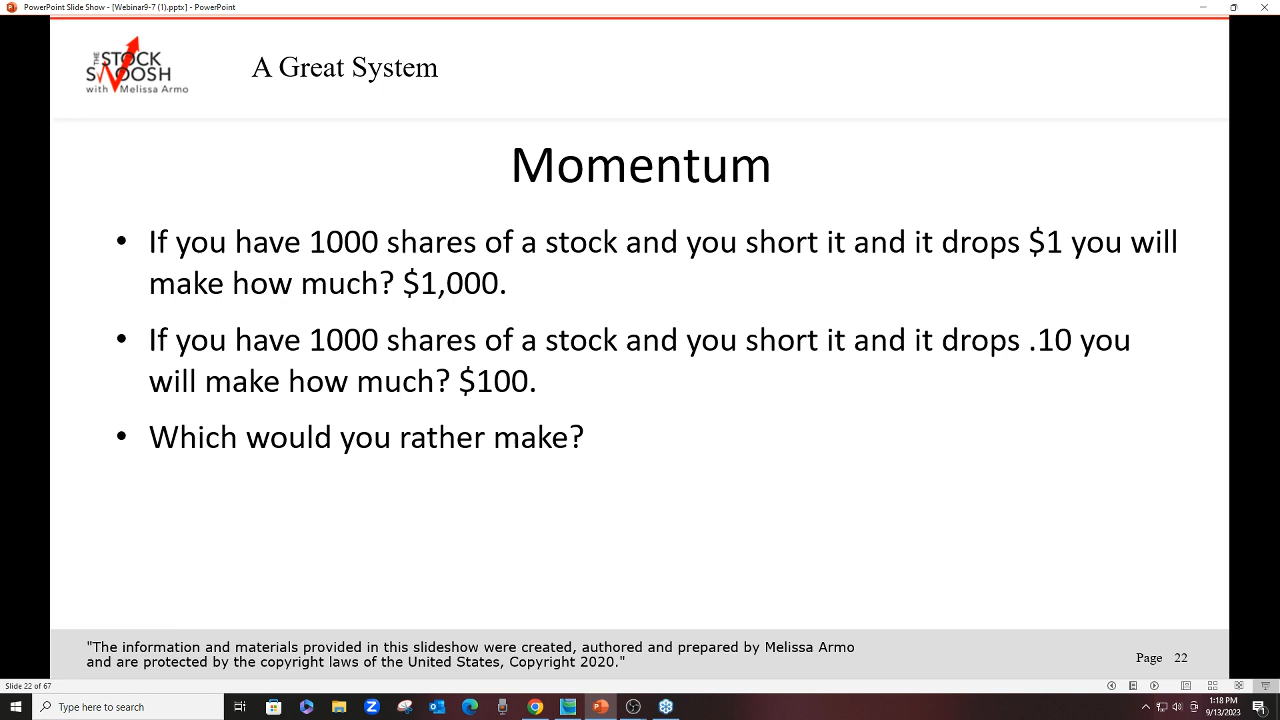 PowerPoint Slide Show - [Webinar9-7 (1).pptx] - PowerPoint
THE
STOCK
SWOOSH
with Melissa Armo
A Great System
Momentum
• If you have 1000 shares of a stock and you short it and it drops $1 you will
make how much? $1,000.
• If you have 1000 shares of a stock and you short it and it drops .10 you
will make how much? $100.
• Which would you rather make?
"The information and materials provided in this slideshow were created, authored and prepared by Melissa Armo
and are protected by the copyright laws of the United States, Copyright 2020."
Page 22
Slide 22 of 67
Type here to search
1:18 PM
9/13/2023